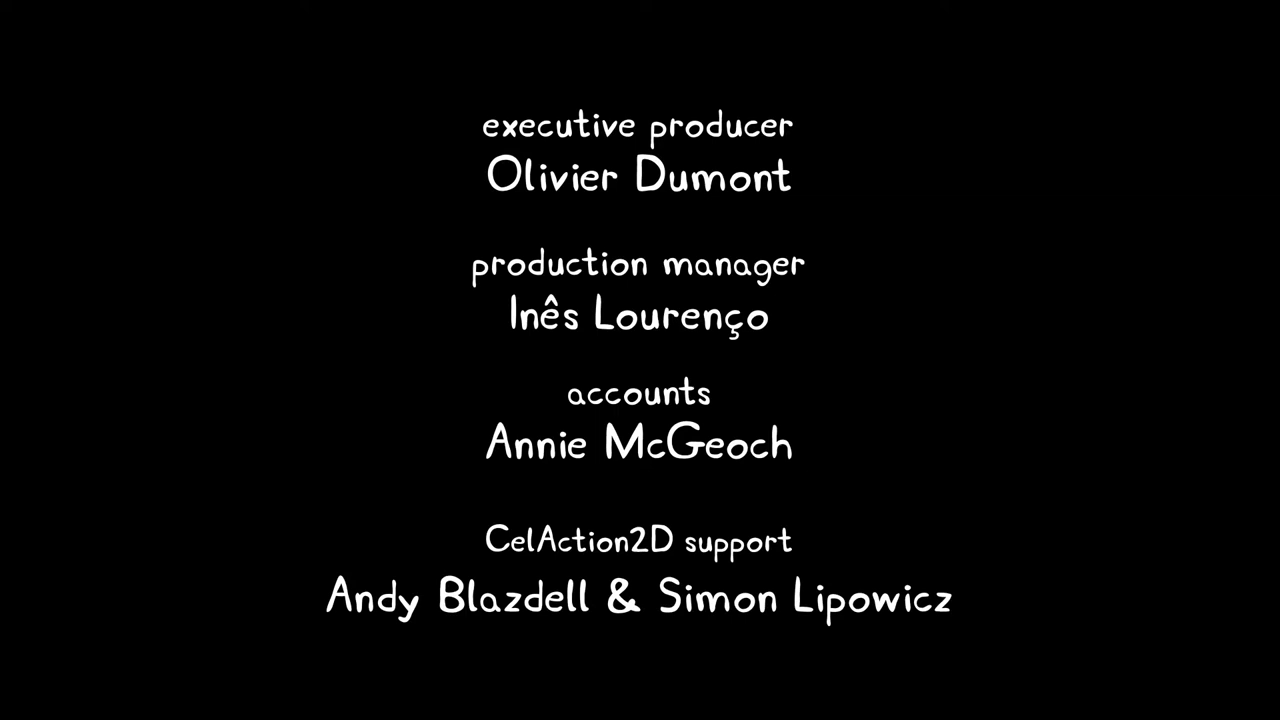 executive producer
Olivier Dumont
production manager
Inês Lourenço
accounts
Annie McGeoch
CelAction2D support
Andy Blazdell & Simon Lipowicz